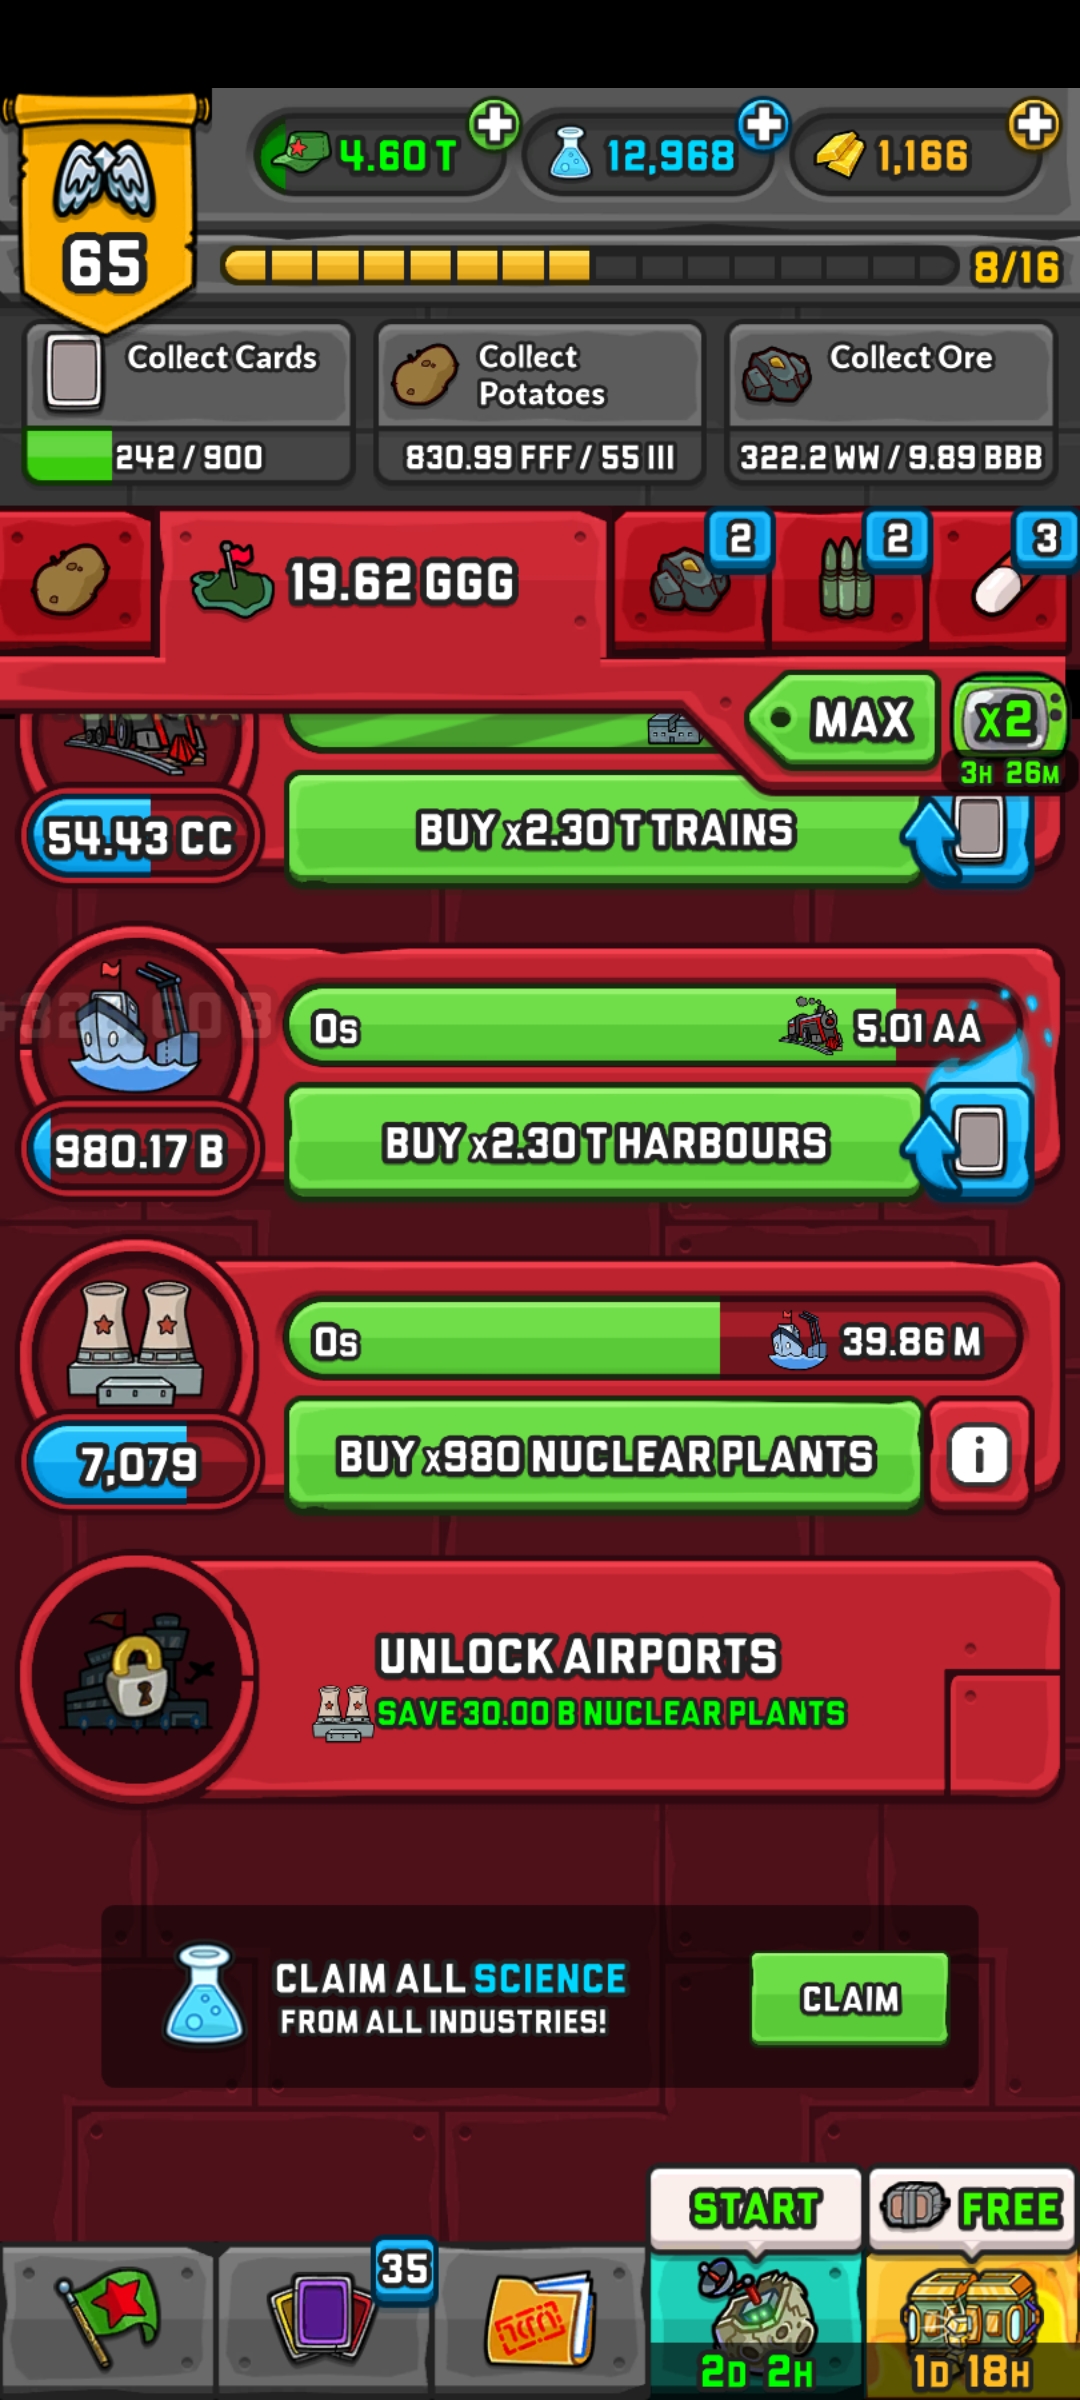 4.60 T
12,968
1,166
65
8/16
Collect Cards
242 / 900
Collect
Potatoes
830.99 FFF / 55 III
Collect Ore
322.2 WW / 9.89 BBB
19.62 GGG
2
2
3
MAX
x2
3H 26M
54.43 CC
BUY x2.30 T TRAINS
0s
5.01 AA
980.17 B
BUY x2.30 T HARBOURS
0s
39.86 M
7,079
BUY x980 NUCLEAR PLANTS
i
UNLOCK AIRPORTS
SAVE 30.00 B NUCLEAR PLANTS
CLAIM ALL SCIENCE
FROM ALL INDUSTRIES!
CLAIM
START
FREE
35
2D 2H
1D 18H